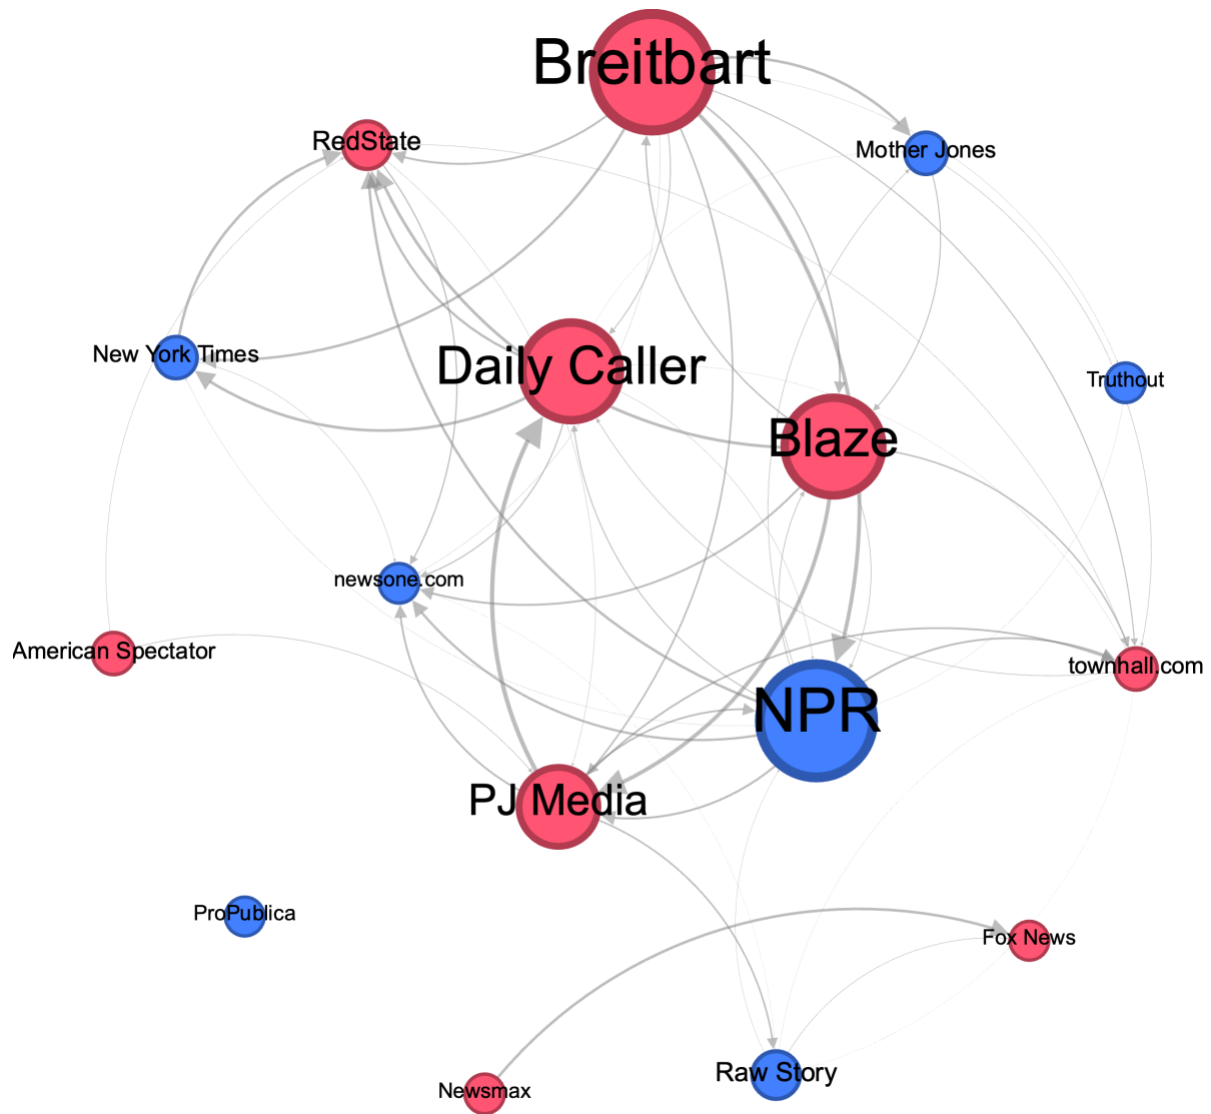 Breitbart
RedState
Mother Jones
New York Times
Daily Caller
Truthout
Blaze
newsone.com
American Spectator
townhall.com
NPR
PJ Media
ProPublica
Fox News
Raw Story
Newsmax